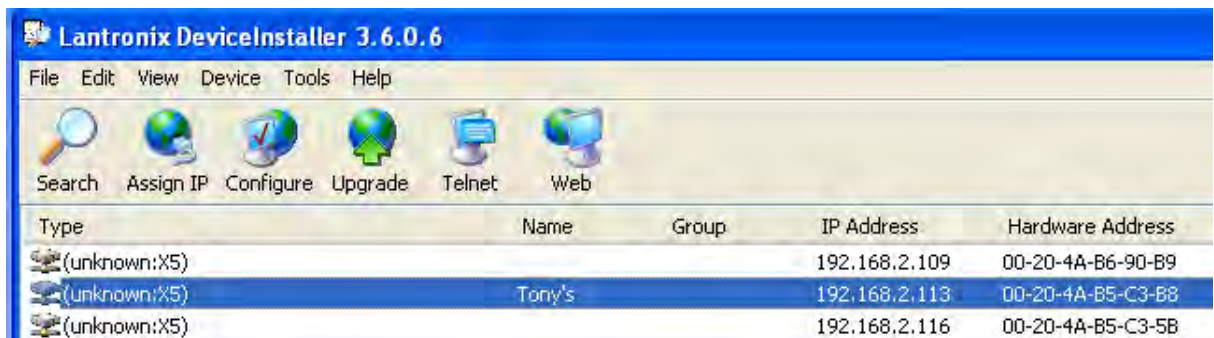 Lantronix DeviceInstaller 3.6.0.6
File Edit View Device Tools Help
Search Assign IP Configure Upgrade Telnet Web
Type Name Group IP Address Hardware Address
(unknown:X5) 192.168.2.109 00-20-4A-B6-90-B9
(unknown:X5) Tony's 192.168.2.113 00-20-4A-B5-C3-B8
(unknown:X5) 192.168.2.116 00-20-4A-B5-C3-5B